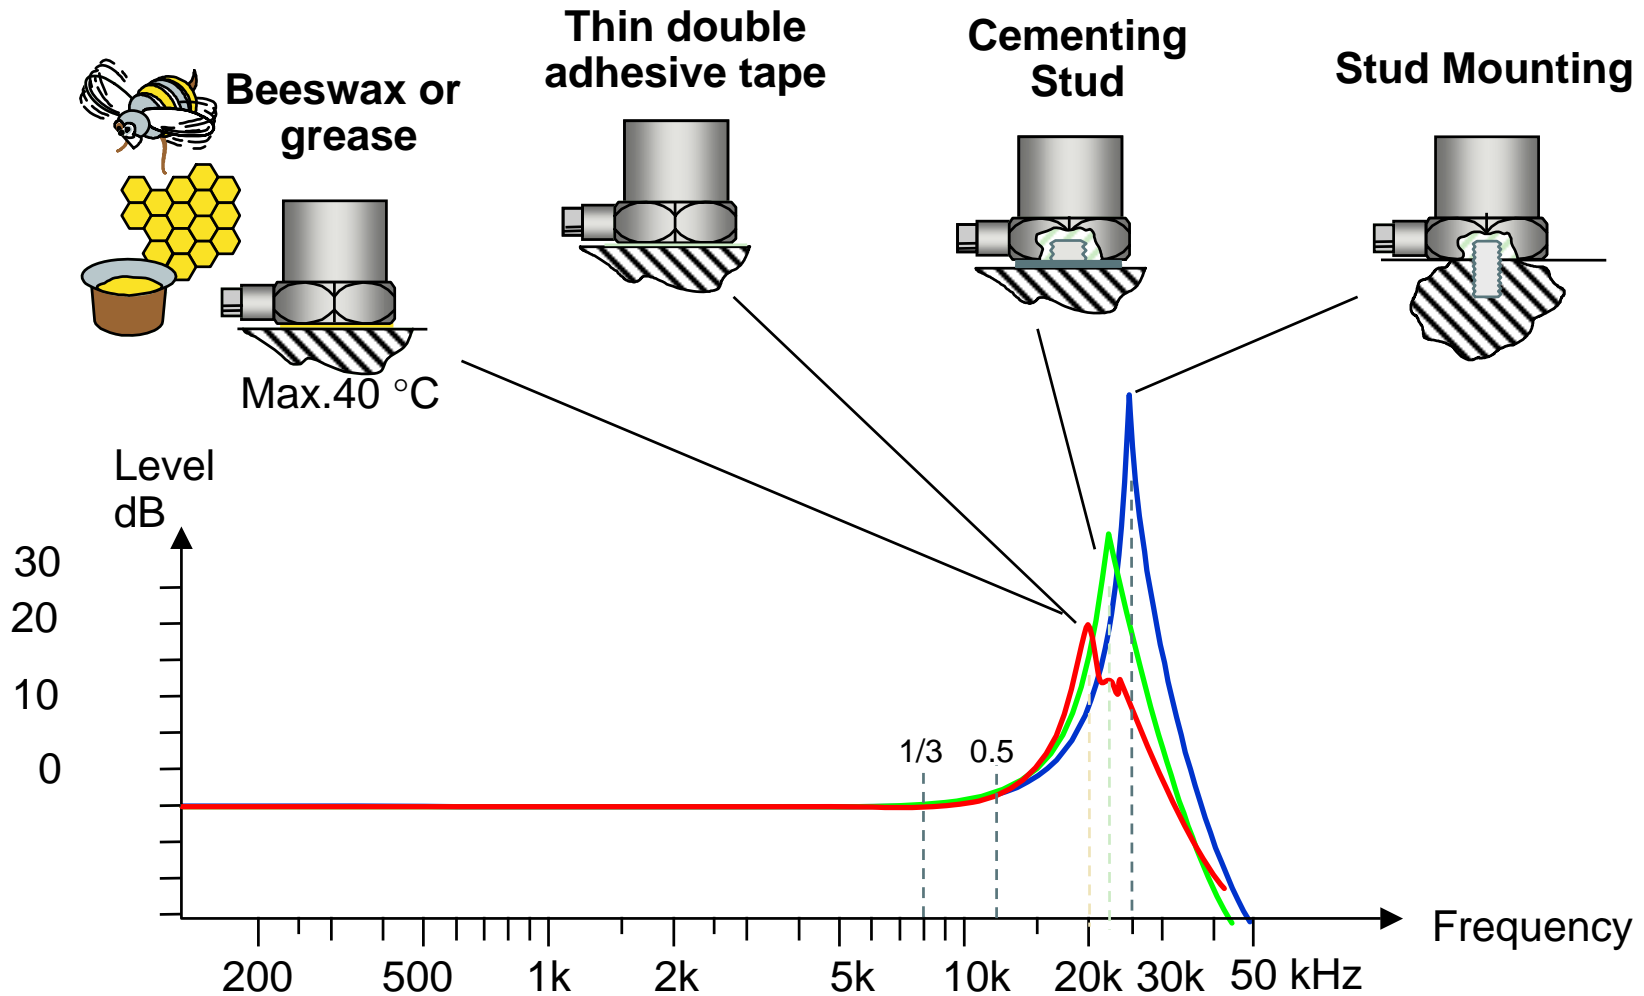 Beeswax or
grease
Thin double
adhesive tape
Cementing
Stud
Stud Mounting
Max.40 °C
Level
dB
30
20
10
0
1/3
0.5
200
500
1k
2k
5k
10k
20k
30k
50 kHz
Frequency